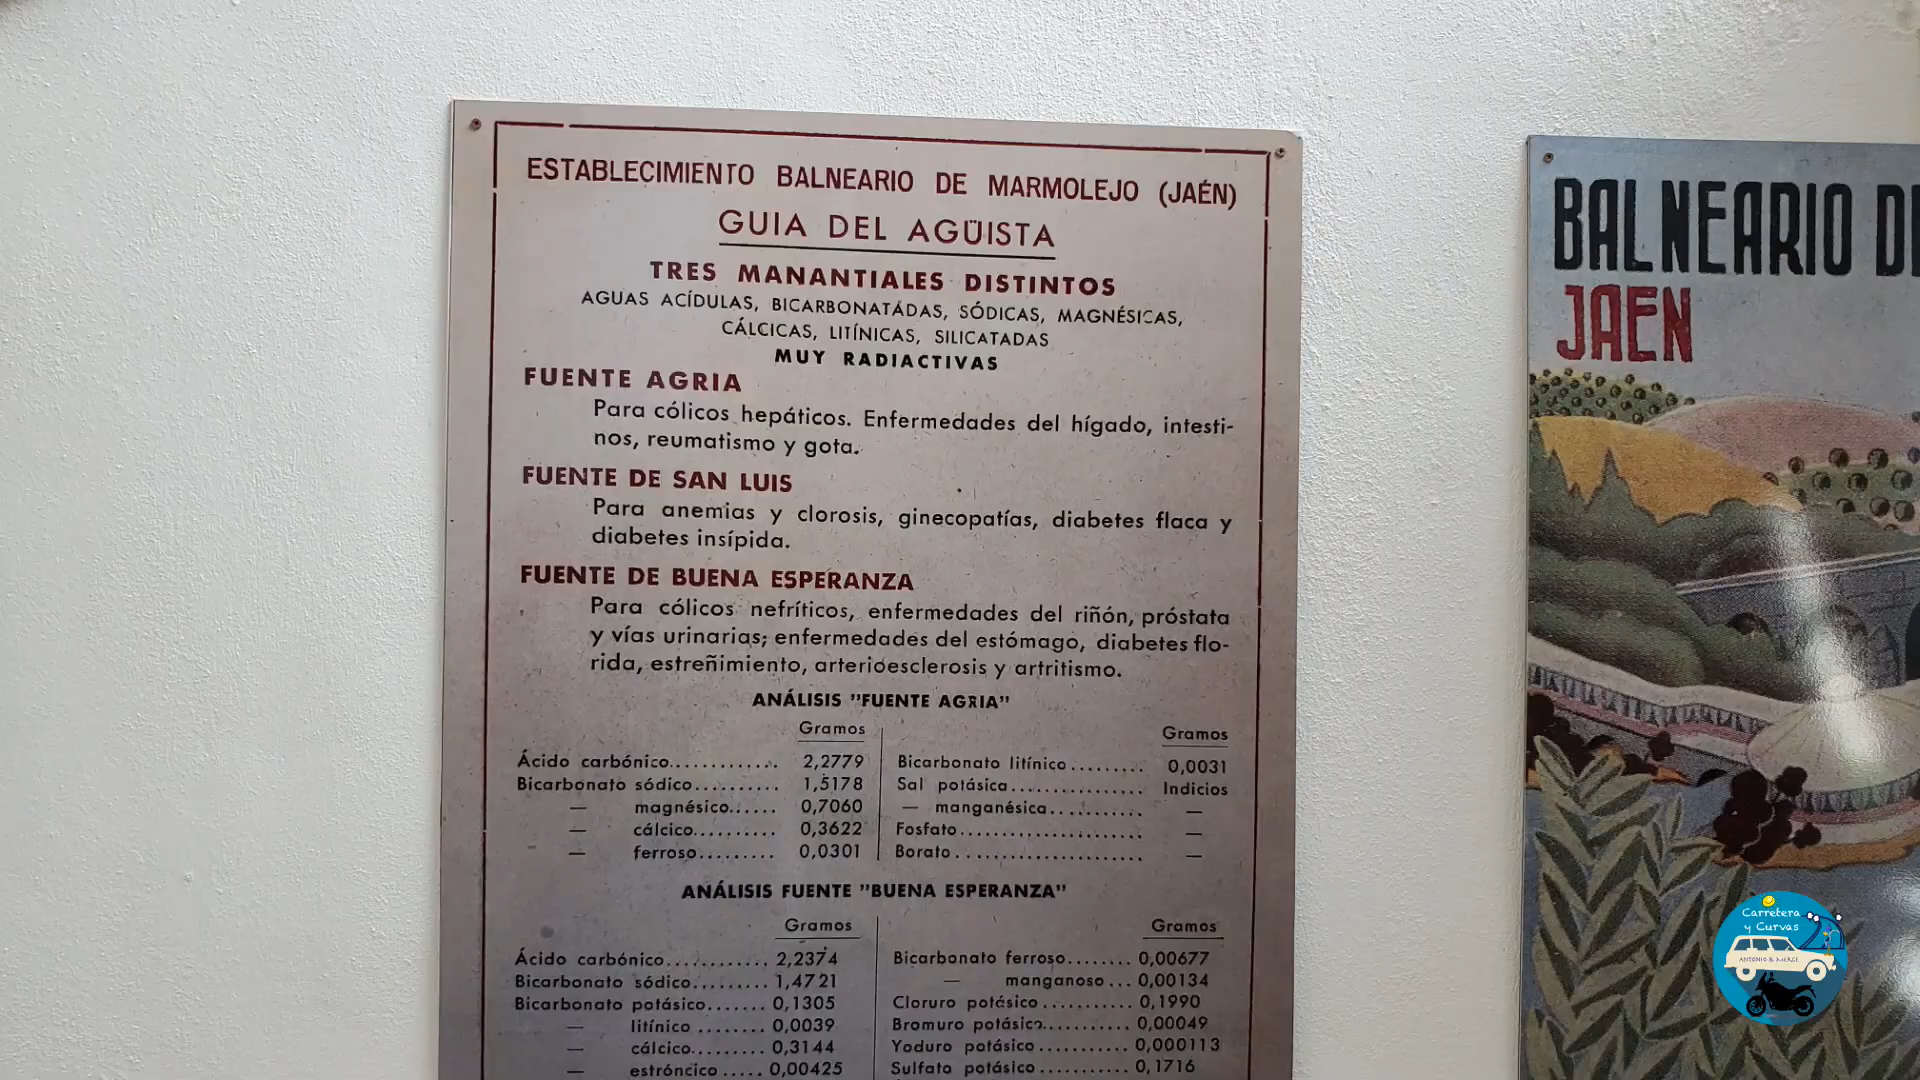 ESTABLECIMIENTO BALNEARIO DE MARMOLEJO (JAÉN)
GUIA DEL AGÜISTA
TRES MANANTIALES DISTINTOS
AGUAS ACÍDULAS, BICARBONATADAS, SÓDICAS, MAGNÉSICAS,
CÁLCICAS, LITÍNICAS, SILICATADAS
MUY RADIACTIVAS
FUENTE AGRIA
Para cólicos hepáticos. Enfermedades del hígado, intesti-
nos, reumatismo y gota.
FUENTE DE SAN LUIS
Para anemias y clorosis, ginecopatías, diabetes flaca y
diabetes insípida.
FUENTE DE BUENA ESPERANZA
Para cólicos nefríticos, enfermedades del riñón, próstata
y vías urinarias; enfermedades del estómago, diabetes flo-
rida, estreñimiento, arterioesclerosis y artritismo.
ANÁLISIS "FUENTE AGRIA"
Gramos
Ácido carbónico............ 2,2779
Bicarbonato sódico.......... 1,5178
— magnésico...... 0,7060
— cálcico.......... 0,3622
— ferroso......... 0,0301
Gramos
Bicarbonato litínico......... 0,0031
Sal potásica................ Indicios
— manganésica........... —
Fosfato...................... —
Borato....................... —
ANÁLISIS FUENTE "BUENA ESPERANZA"
Gramos
Ácido carbónico............ 2,2374
Bicarbonato sódico......... 1,4721
Bicarbonato potásico....... 0,1305
— litínico ........ 0,0039
— cálcico......... 0,3144
— estróncico ..... 0,00425
Gramos
Bicarbonato ferroso........ 0,00677
— manganoso ... 0,00134
Cloruro potásico........... 0,1990
Bromuro potásico........... 0,00049
Yoduro potásico............ 0,000113
Sulfato potásico............ 0,1716
BALNEARIO DE
JAEN
Carretera
y Curvas
ANTONIO & MERCE